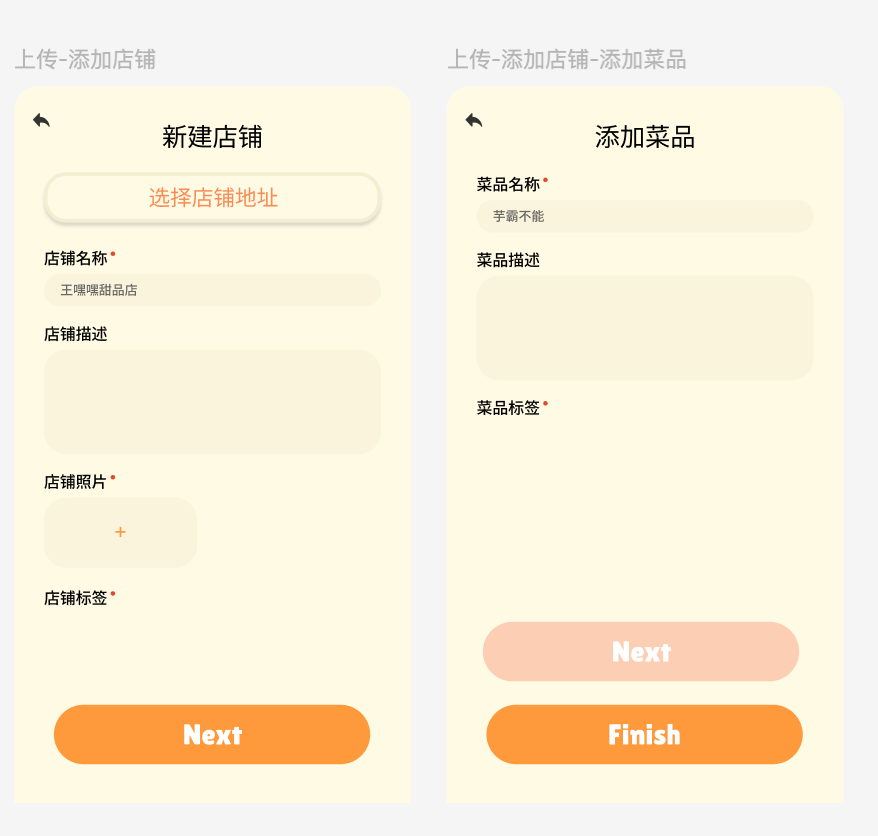 上传-添加店铺
新建店铺
选择店铺地址
店铺名称
王嘿嘿甜品店
店铺描述
店铺照片
+
店铺标签
Next
上传-添加店铺-添加菜品
添加菜品
菜品名称
芋霸不能
菜品描述
菜品标签
Next
Finish